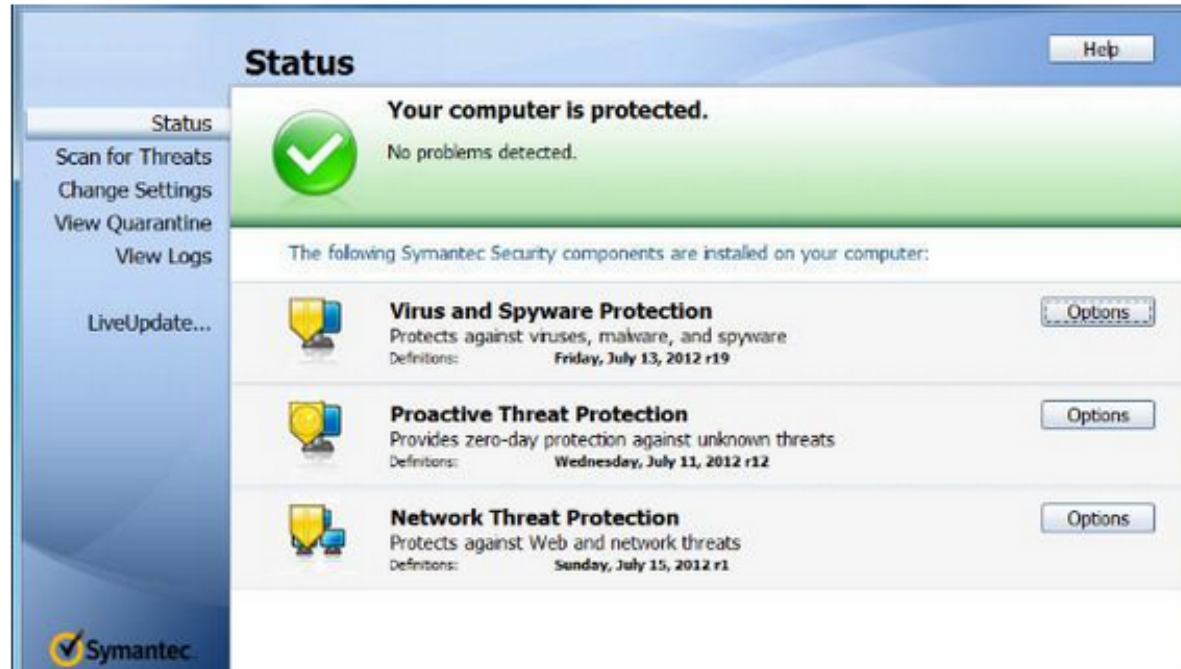 Status
Help
Status
Scan for Threats
Change Settings
View Quarantine
View Logs
LiveUpdate...
Your computer is protected.
No problems detected.
The following Symantec Security components are installed on your computer:
Virus and Spyware Protection
Protects against viruses, malware, and spyware
Definitions: Friday, July 13, 2012 r19
Options
Proactive Threat Protection
Provides zero-day protection against unknown threats
Definitions: Wednesday, July 11, 2012 r12
Options
Network Threat Protection
Protects against Web and network threats
Definitions: Sunday, July 15, 2012 r1
Options
Symantec.